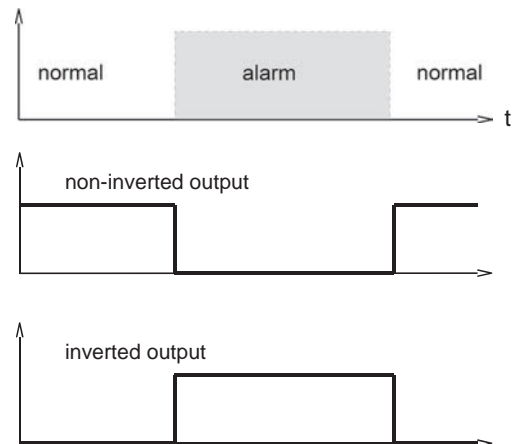 normal alarm normal
t
non-inverted output
inverted output